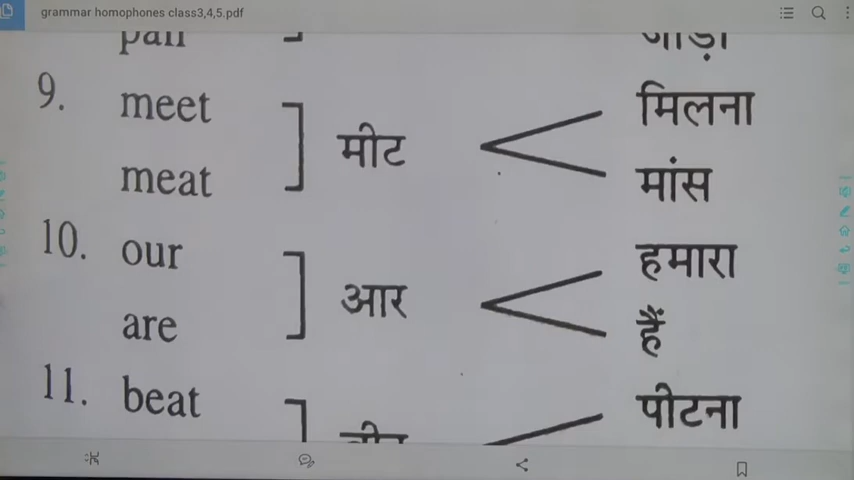 grammar homophones class3,4,5.pdf
9. meet ] मीट < मिलना
meat मांस
10. our ] आर < हमारा
are हैं
11. beat ] पीटना